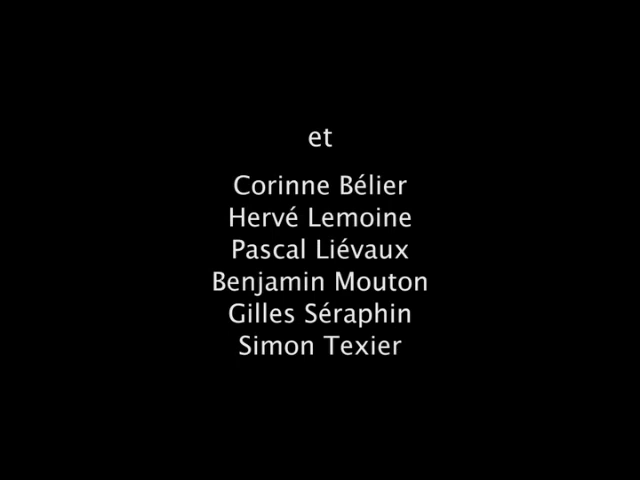 et
Corinne Bélier
Hervé Lemoine
Pascal Liévaux
Benjamin Mouton
Gilles Séraphin
Simon Texier